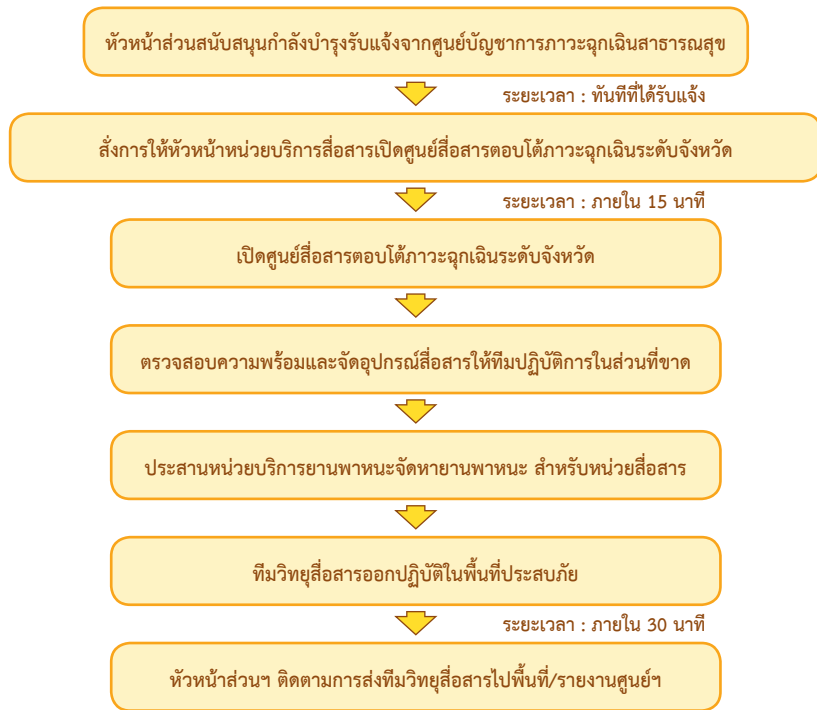 หัวหน้าส่วนสนับสนุนกำลังบำรุงรับแจ้งจากศูนย์บัญชาการภาวะฉุกเฉินสาธารณสุข
ระยะเวลา : ทันทีที่ได้รับแจ้ง
สั่งการให้หัวหน้าหน่วยบริการสื่อสารเปิดศูนย์สื่อสารตอบโต้ภาวะฉุกเฉินระดับจังหวัด
ระยะเวลา : ภายใน 15 นาที
เปิดศูนย์สื่อสารตอบโต้ภาวะฉุกเฉินระดับจังหวัด
ตรวจสอบความพร้อมและจัดอุปกรณ์สื่อสารให้ทีมปฏิบัติการในส่วนที่ขาด
ประสานหน่วยบริการยานพาหนะจัดหายานพาหนะ สำหรับหน่วยสื่อสาร
ทีมวิทยุสื่อสารออกปฏิบัติในพื้นที่ประสบภัย
ระยะเวลา : ภายใน 30 นาที
หัวหน้าส่วนฯ ติดตามการส่งทีมวิทยุสื่อสารไปพื้นที่/รายงานศูนย์ฯ